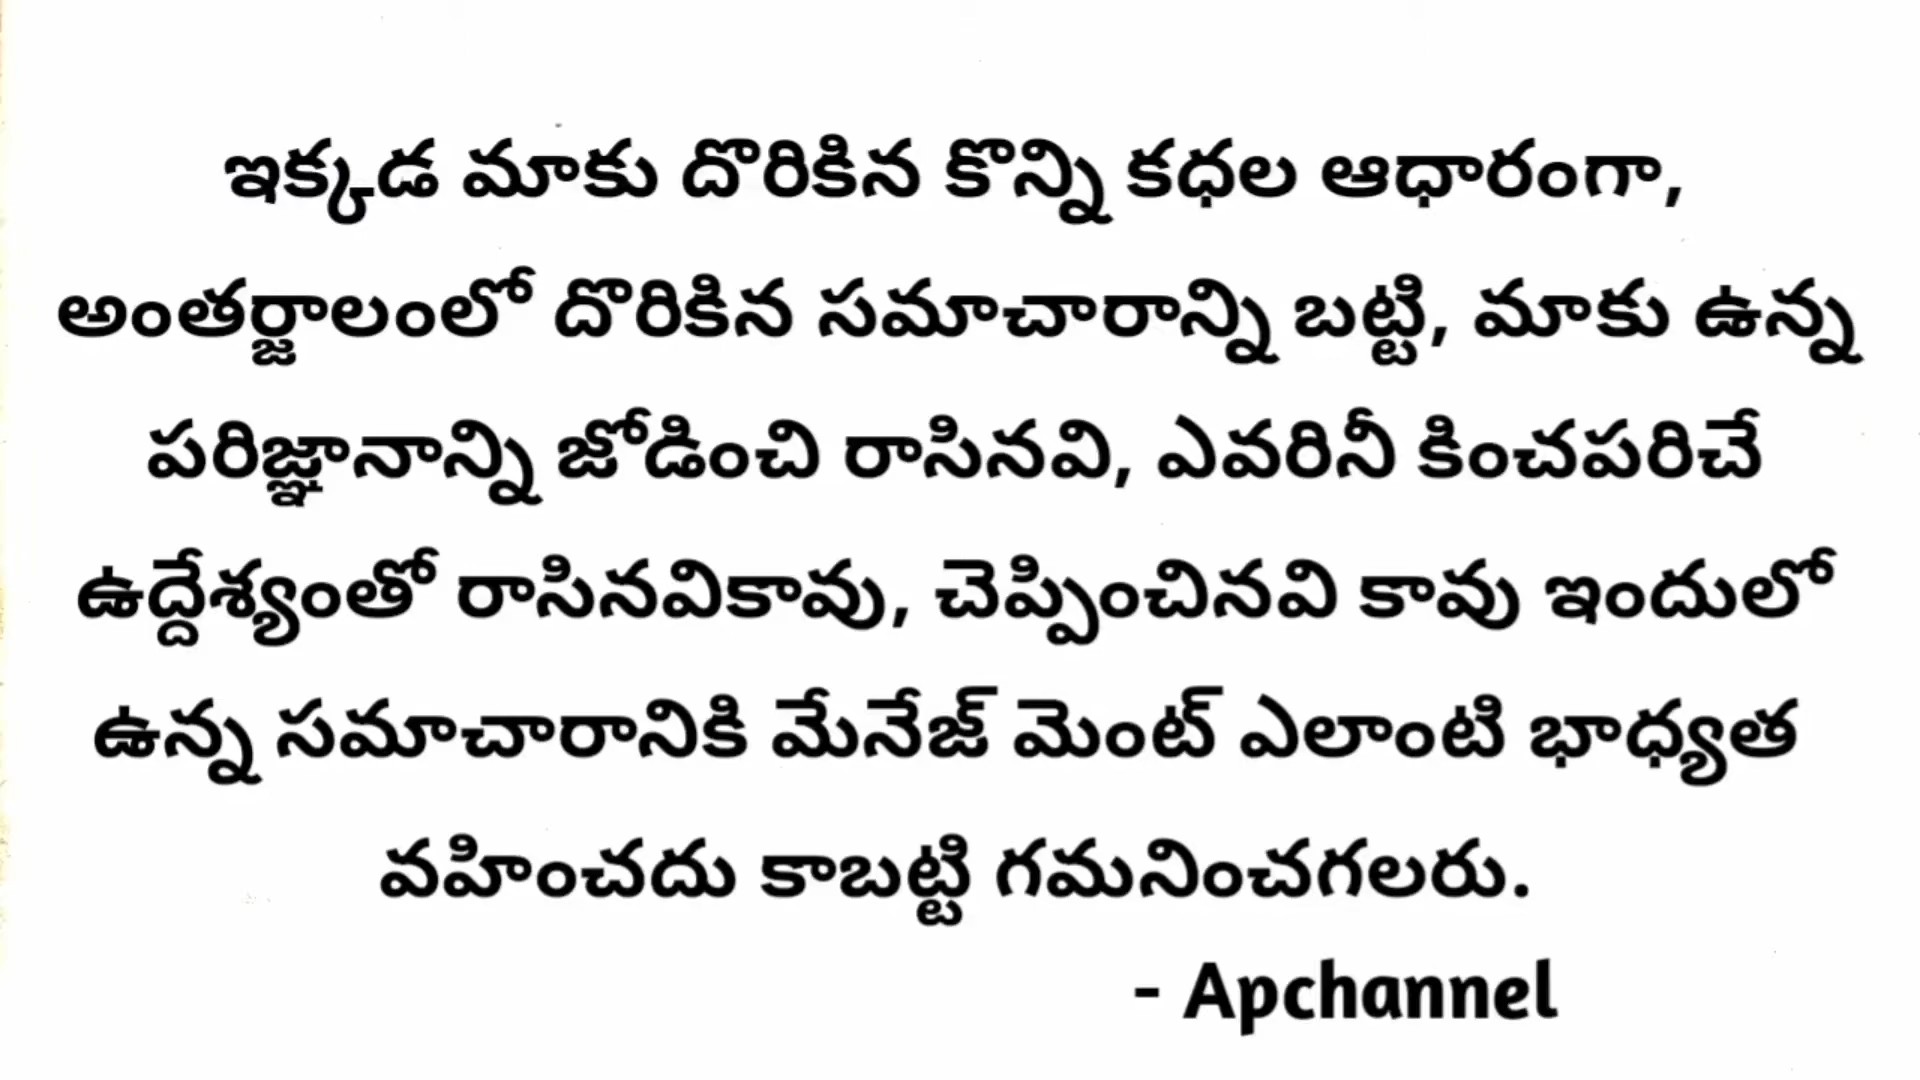 ఇక్కడ మాకు దొరికిన కొన్ని కధల ఆధారంగా,
అంతర్జాలంలో దొరికిన సమాచారాన్ని బట్టి, మాకు ఉన్న
పరిజ్ఞానాన్ని జోడించి రాసినవి, ఎవరినీ కించపరిచే
ఉద్దేశ్యంతో రాసినవికావు, చెప్పించినవి కావు ఇందులో
ఉన్న సమాచారానికి మేనేజ్ మెంట్ ఎలాంటి భాధ్యత
వహించదు కాబట్టి గమనించగలరు.
- Apchannel